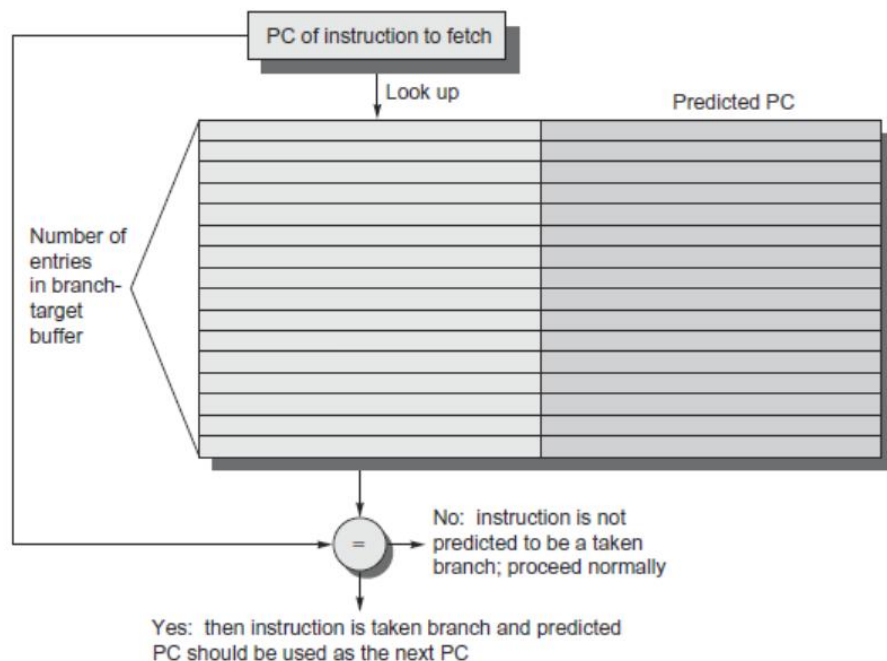 PC of instruction to fetch
Look up
Predicted PC
Number of
entries
in branch-
target
buffer
=
No: instruction is not
predicted to be a taken
branch; proceed normally
Yes: then instruction is taken branch and predicted
PC should be used as the next PC